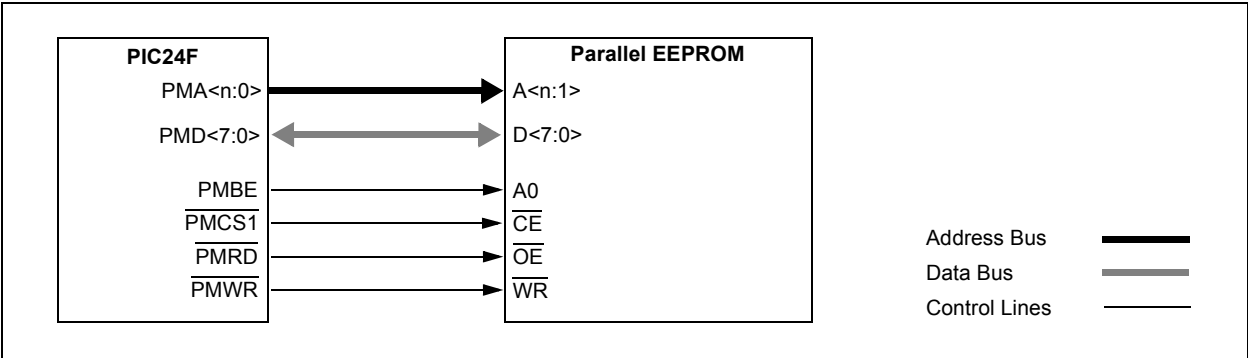 PIC24F
PMA<n:0>
PMD<7:0>
PMBE
PMCS1
PMRD
PMWR
Parallel EEPROM
A<n:1>
D<7:0>
A0
CE
OE
WR
Address Bus
Data Bus
Control Lines